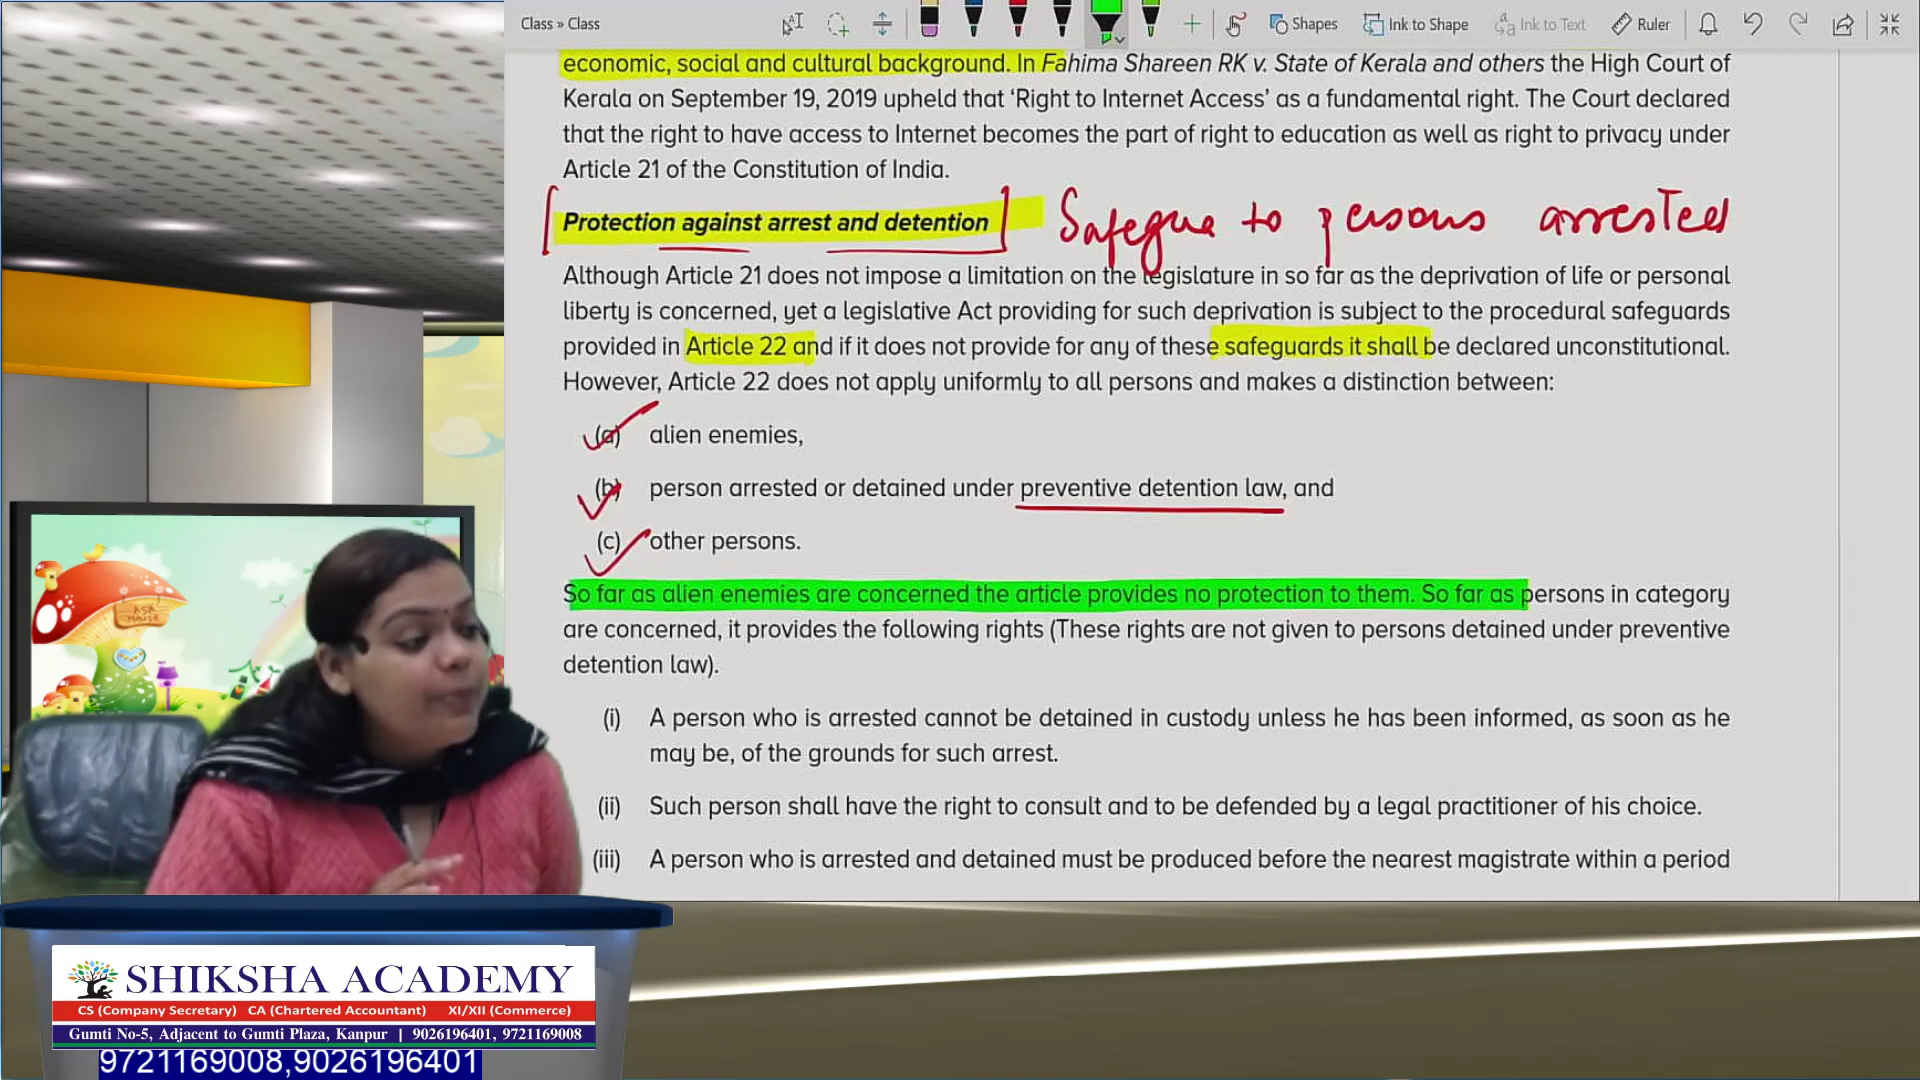 Class » Class
Shapes
Ink to Shape
Ink to Text
Ruler
economic, social and cultural background. In Fahima Shareen RK v. State of Kerala and others the High Court of
Kerala on September 19, 2019 upheld that ‘Right to Internet Access’ as a fundamental right. The Court declared
that the right to have access to Internet becomes the part of right to education as well as right to privacy under
Article 21 of the Constitution of India.
Protection against arrest and detention
Safegua to persons arrested
Although Article 21 does not impose a limitation on the legislature in so far as the deprivation of life or personal
liberty is concerned, yet a legislative Act providing for such deprivation is subject to the procedural safeguards
provided in Article 22 and if it does not provide for any of these safeguards it shall be declared unconstitutional.
However, Article 22 does not apply uniformly to all persons and makes a distinction between:
(a) alien enemies,
(b) person arrested or detained under preventive detention law, and
(c) other persons.
So far as alien enemies are concerned the article provides no protection to them. So far as persons in category
are concerned, it provides the following rights (These rights are not given to persons detained under preventive
detention law).
(i) A person who is arrested cannot be detained in custody unless he has been informed, as soon as he
may be, of the grounds for such arrest.
(ii) Such person shall have the right to consult and to be defended by a legal practitioner of his choice.
(iii) A person who is arrested and detained must be produced before the nearest magistrate within a period
SHIKSHA ACADEMY
CS (Company Secretary) CA (Chartered Accountant) XI/XII (Commerce)
Gumti No-5, Adjacent to Gumti Plaza, Kanpur | 9026196401, 9721169008
9721169008,9026196401